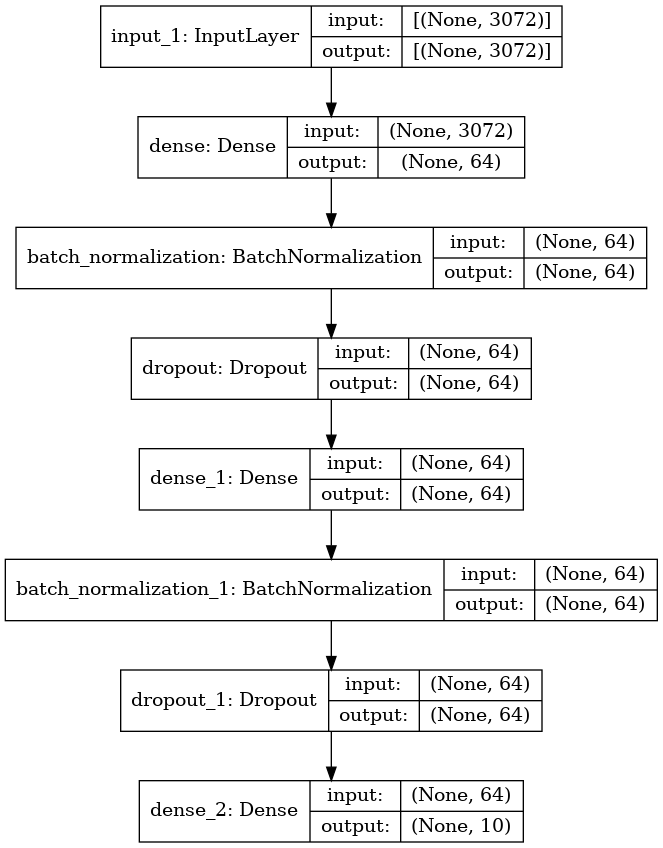 input_1: InputLayer
input:
[(None, 3072)]
output:
[(None, 3072)]
dense: Dense
input:
(None, 3072)
output:
(None, 64)
batch_normalization: BatchNormalization
input:
(None, 64)
output:
(None, 64)
dropout: Dropout
input:
(None, 64)
output:
(None, 64)
dense_1: Dense
input:
(None, 64)
output:
(None, 64)
batch_normalization_1: BatchNormalization
input:
(None, 64)
output:
(None, 64)
dropout_1: Dropout
input:
(None, 64)
output:
(None, 64)
dense_2: Dense
input:
(None, 64)
output:
(None, 10)